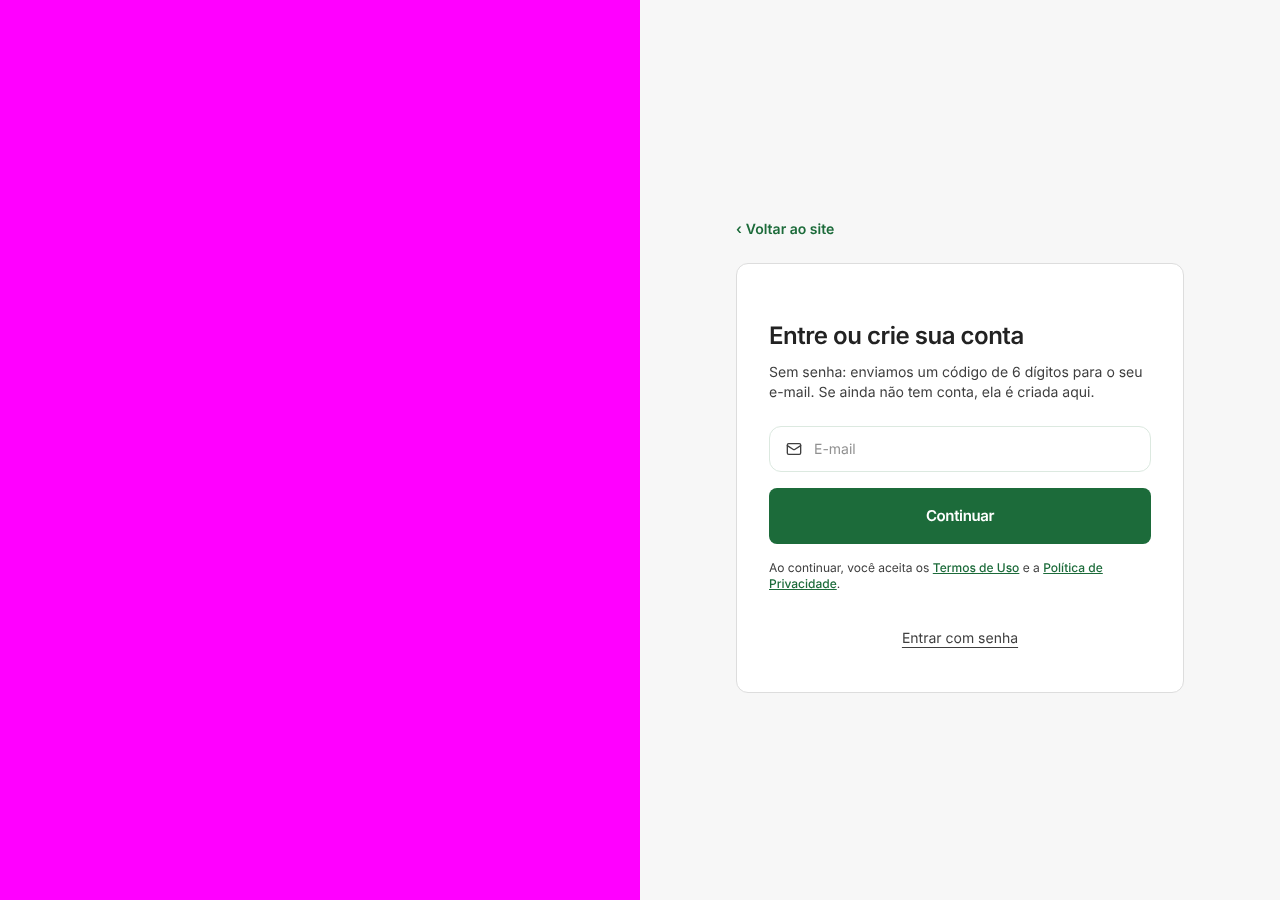 ‹ Voltar ao site
Entre ou crie sua conta
Sem senha: enviamos um código de 6 dígitos para o seu
e-mail. Se ainda não tem conta, ela é criada aqui.
E-mail
Continuar
Ao continuar, você aceita os Termos de Uso e a Política de
Privacidade.
Entrar com senha